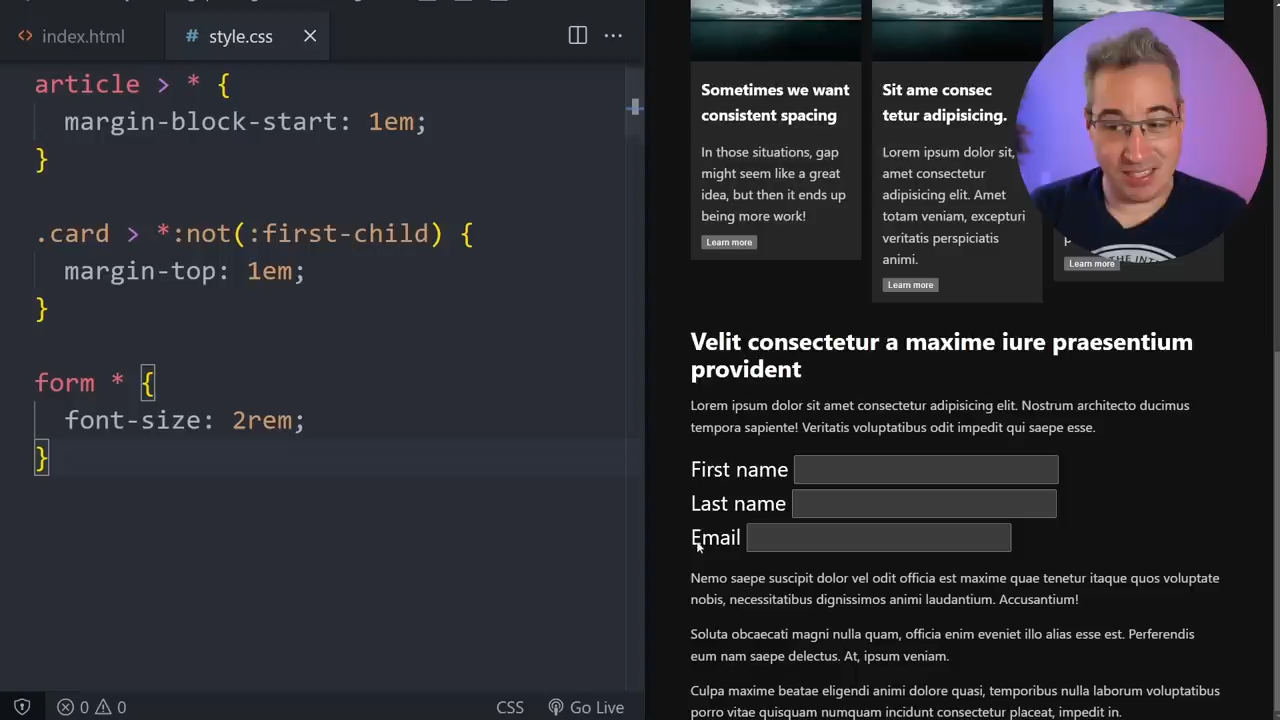 index.html
style.css
article > * {
margin-block-start: 1em;
}
.card > *:not(:first-child) {
margin-top: 1em;
}
form * {
font-size: 2rem;
}
0 0
CSS
Go Live
Sometimes we want
consistent spacing
In those situations, gap
might seem like a great
idea, but then it ends up
being more work!
Learn more
Sit ame consec
tetur adipisicing.
Lorem ipsum dolor sit,
amet consectetur
adipisicing elit. Amet
totam veniam, excepturi
veritatis perspiciatis
animi.
Learn more
Learn more
THE INT
Velit consectetur a maxime iure praesentium
provident
Lorem ipsum dolor sit amet consectetur adipisicing elit. Nostrum architecto ducimus
tempora sapiente! Veritatis voluptatibus odit impedit qui saepe esse.
First name
Last name
Email
Nemo saepe suscipit dolor vel odit officia est maxime quae tenetur itaque quos voluptate
nobis, necessitatibus dignissimos animi laudantium. Accusantium!
Soluta obcaecati magni nulla quam, officia enim eveniet illo alias esse est. Perferendis
eum nam saepe delectus. At, ipsum veniam.
Culpa maxime beatae eligendi animi dolore quasi, temporibus nulla laborum voluptatibus
porro vitae quisquam numquam incidunt consectetur placeat, impedit in.